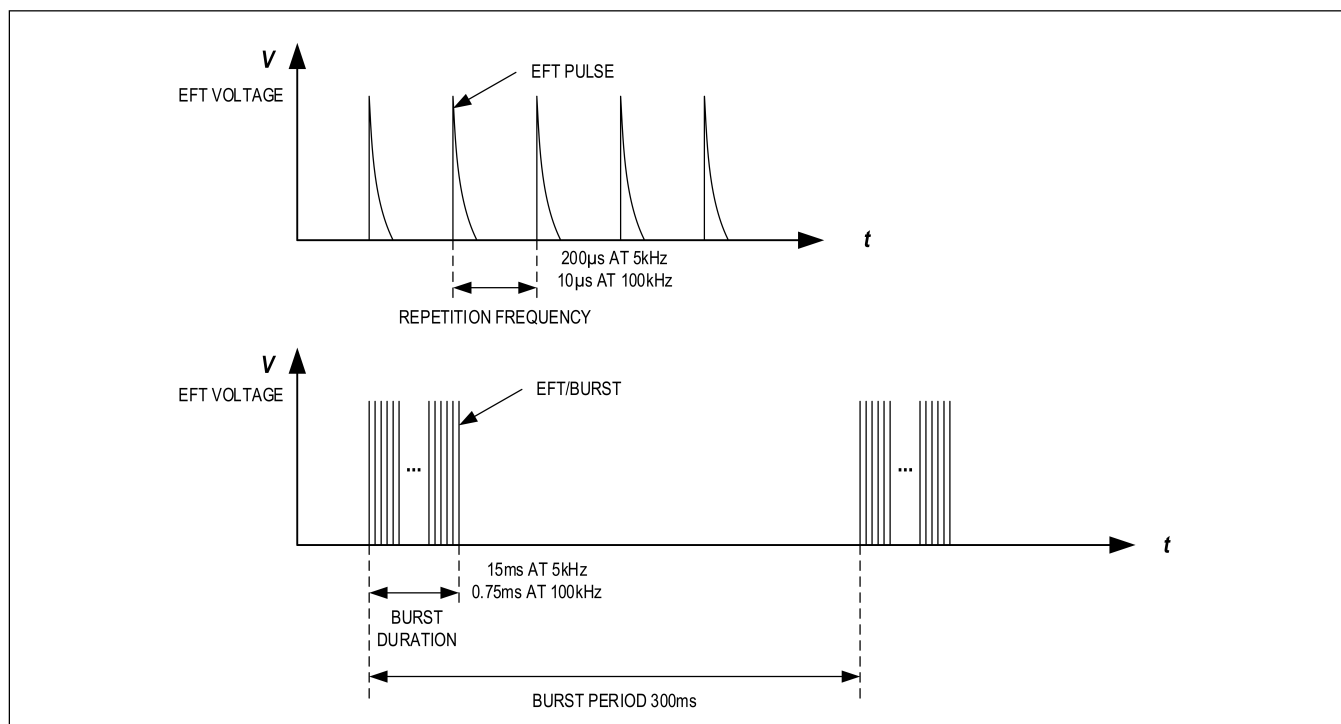 V
EFT VOLTAGE
EFT PULSE
t
200µs AT 5kHz
10µs AT 100kHz
REPETITION FREQUENCY
V
EFT VOLTAGE
EFT/BURST
...
...
t
15ms AT 5kHz
0.75ms AT 100kHz
BURST
DURATION
BURST PERIOD 300ms